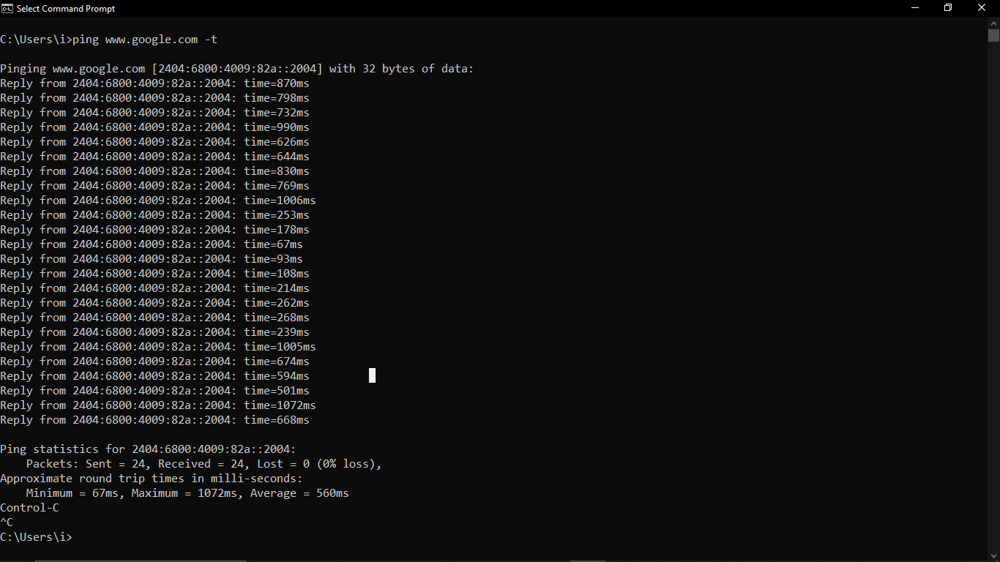 Select Command Prompt
C:\Users\i>ping www.google.com -t
Pinging www.google.com [2404:6800:4009:82a::2004] with 32 bytes of data:
Reply from 2404:6800:4009:82a::2004: time=870ms
Reply from 2404:6800:4009:82a::2004: time=798ms
Reply from 2404:6800:4009:82a::2004: time=732ms
Reply from 2404:6800:4009:82a::2004: time=990ms
Reply from 2404:6800:4009:82a::2004: time=626ms
Reply from 2404:6800:4009:82a::2004: time=644ms
Reply from 2404:6800:4009:82a::2004: time=830ms
Reply from 2404:6800:4009:82a::2004: time=769ms
Reply from 2404:6800:4009:82a::2004: time=1006ms
Reply from 2404:6800:4009:82a::2004: time=253ms
Reply from 2404:6800:4009:82a::2004: time=178ms
Reply from 2404:6800:4009:82a::2004: time=67ms
Reply from 2404:6800:4009:82a::2004: time=93ms
Reply from 2404:6800:4009:82a::2004: time=108ms
Reply from 2404:6800:4009:82a::2004: time=214ms
Reply from 2404:6800:4009:82a::2004: time=262ms
Reply from 2404:6800:4009:82a::2004: time=268ms
Reply from 2404:6800:4009:82a::2004: time=239ms
Reply from 2404:6800:4009:82a::2004: time=1005ms
Reply from 2404:6800:4009:82a::2004: time=674ms
Reply from 2404:6800:4009:82a::2004: time=594ms
Reply from 2404:6800:4009:82a::2004: time=501ms
Reply from 2404:6800:4009:82a::2004: time=1072ms
Reply from 2404:6800:4009:82a::2004: time=668ms
Ping statistics for 2404:6800:4009:82a::2004:
Packets: Sent = 24, Received = 24, Lost = 0 (0% loss),
Approximate round trip times in milli-seconds:
Minimum = 67ms, Maximum = 1072ms, Average = 560ms
Control-C
^C
C:\Users\i>